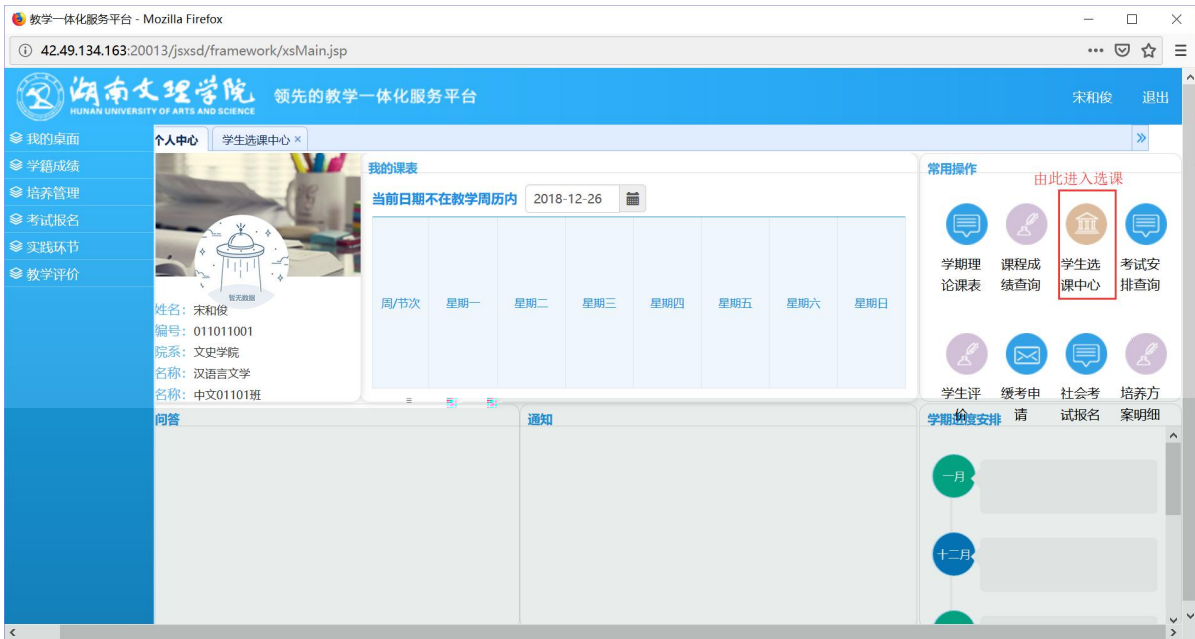 教学一体化服务平台 - Mozilla Firefox
42.49.134.163:20013/jsxsd/framework/xsMain.jsp
湖南文理学院
HUNAN UNIVERSITY OF ARTS AND SCIENCE
领先的教学一体化服务平台
宋和俊 退出
我的桌面
学籍成绩
培养管理
考试报名
实践环节
教学评价
个人中心 学生选课中心 ×
暂无数据
姓名：宋和俊
编号：011011001
院系：文史学院
名称：汉语言文学
名称：中文01101班
我的课表
当前日期不在教学周历内 2018-12-26
周/节次 星期一 星期二 星期三 星期四 星期五 星期六 星期日
常用操作
由此进入选课
学期理论课表
课程成绩查询
学生选课中心
考试安排查询
学生评价
缓考申请
社会考试报名
培养方案明细
问答
通知
学期进度安排
一月
十二月